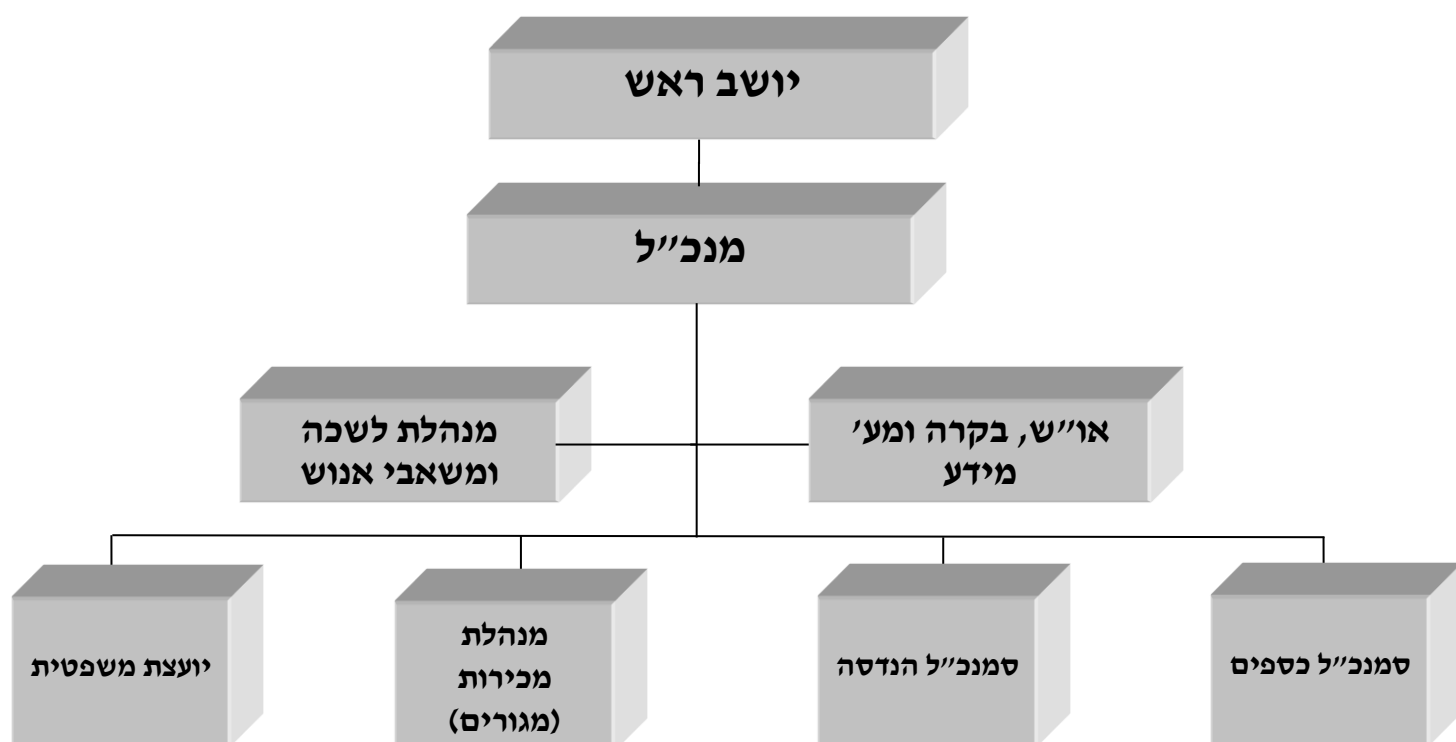 יושב ראש
מנכ״ל
או״ש, בקרה ומע׳
מידע
מנהלת לשכה
ומשאבי אנוש
סמנכ״ל כספים
סמנכ״ל הנדסה
מנהלת
מכירות
(מגורים)
יועצת משפטית